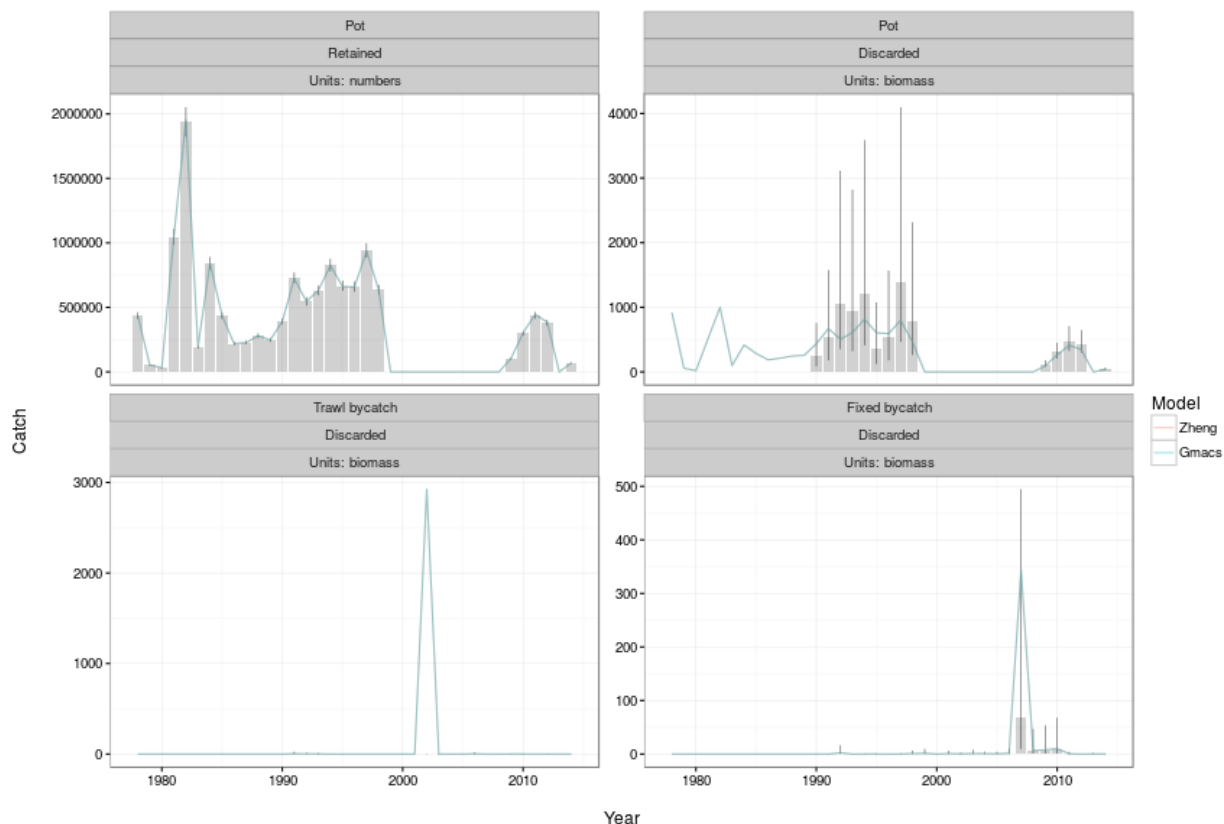 Pot
Retained
Units: numbers
2000000
1500000
1000000
500000
0
Pot
Discarded
Units: biomass
4000
3000
2000
1000
0
Trawl bycatch
Discarded
Units: biomass
3000
2000
1000
0
1980 1990 2000 2010
Fixed bycatch
Discarded
Units: biomass
500
400
300
200
100
0
1980 1990 2000 2010
Catch
Year
Model
Zheng
Gmacs